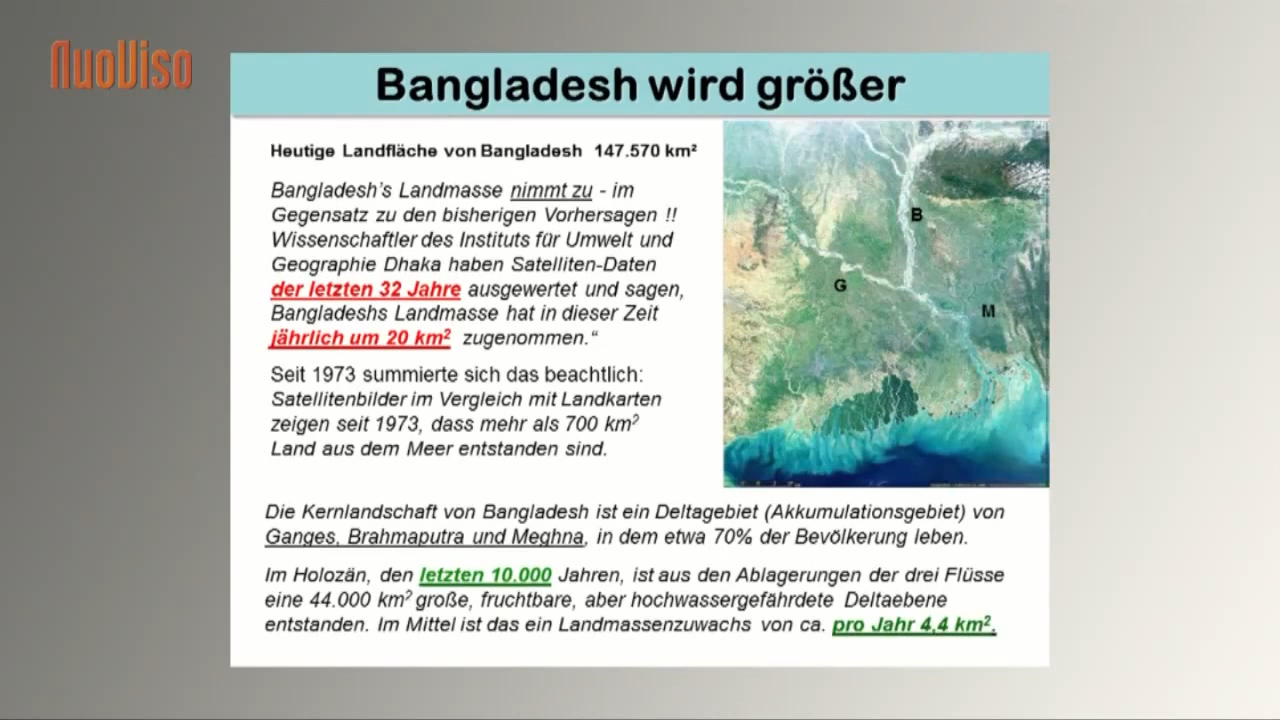 NuoViso
Bangladesh wird größer
Heutige Landfläche von Bangladesh 147.570 km²
Bangladesh's Landmasse nimmt zu - im
Gegensatz zu den bisherigen Vorhersagen !!
Wissenschaftler des Instituts für Umwelt und
Geographie Dhaka haben Satelliten-Daten
der letzten 32 Jahre ausgewertet und sagen,
Bangladeshs Landmasse hat in dieser Zeit
jährlich um 20 km² zugenommen.“
Seit 1973 summierte sich das beachtlich:
Satellitenbilder im Vergleich mit Landkarten
zeigen seit 1973, dass mehr als 700 km²
Land aus dem Meer entstanden sind.
B
G
M
Die Kernlandschaft von Bangladesh ist ein Deltagebiet (Akkumulationsgebiet) von
Ganges, Brahmaputra und Meghna, in dem etwa 70% der Bevölkerung leben.
Im Holozän, den letzten 10.000 Jahren, ist aus den Ablagerungen der drei Flüsse
eine 44.000 km² große, fruchtbare, aber hochwassergefährdete Deltaebene
entstanden. Im Mittel ist das ein Landmassenzuwachs von ca. pro Jahr 4,4 km².